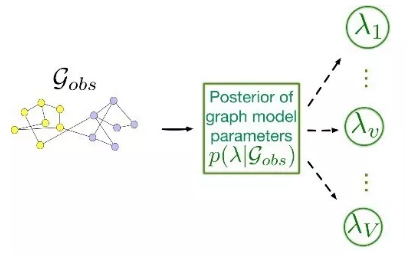 𝒢obs
Posterior of
graph model
parameters
p(λ|𝒢obs)
λ1
⋮
λv
⋮
λV